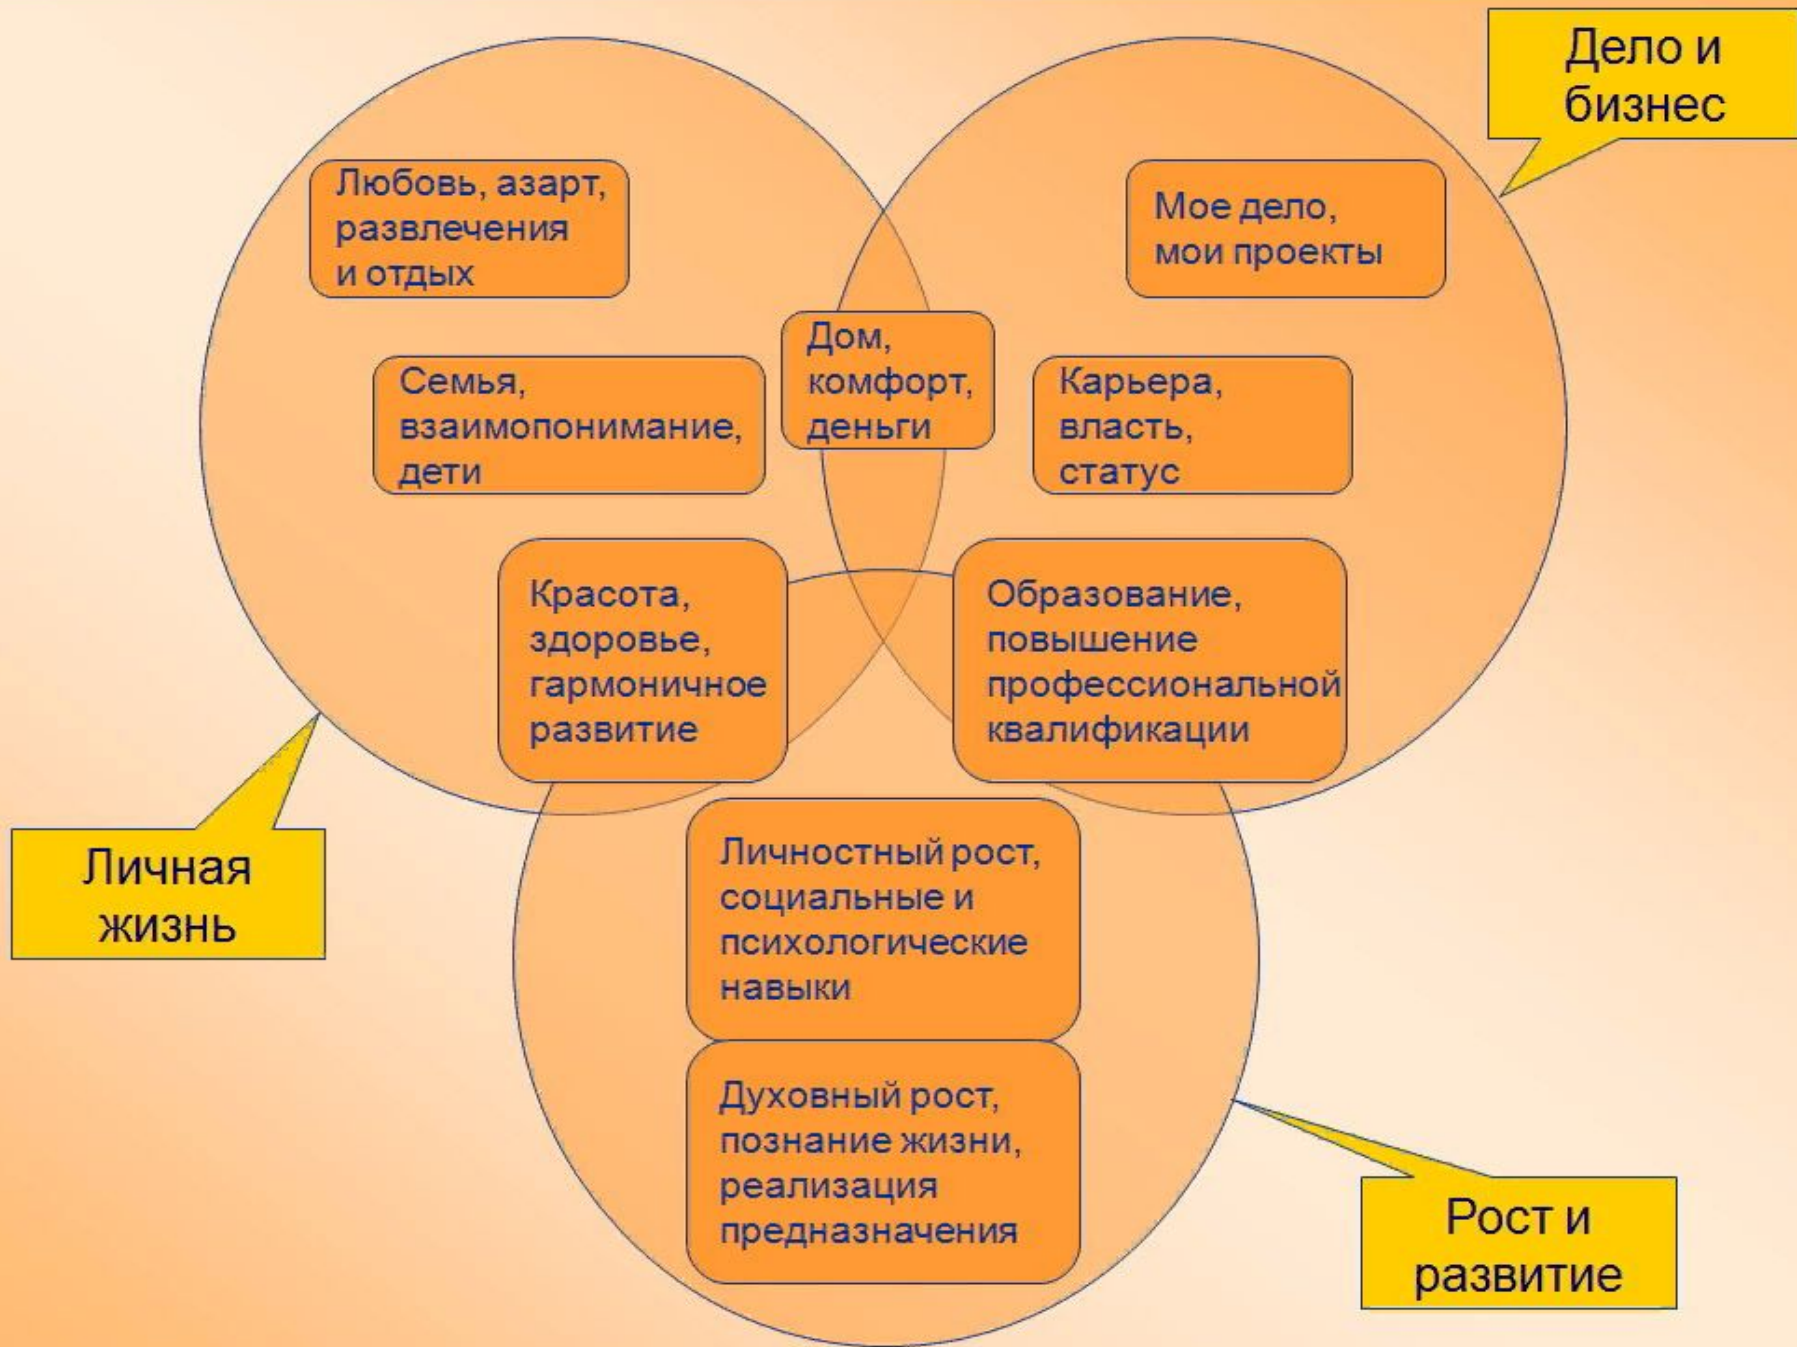 Дело и
бизнес
Любовь, азарт,
развлечения
и отдых
Мое дело,
мои проекты
Дом,
комфорт,
деньги
Семья,
взаимопонимание,
дети
Карьера,
власть,
статус
Красота,
здоровье,
гармоничное
развитие
Образование,
повышение
профессиональной
квалификации
Личная
жизнь
Личностный рост,
социальные и
психологические
навыки
Духовный рост,
познание жизни,
реализация
предназначения
Рост и
развитие